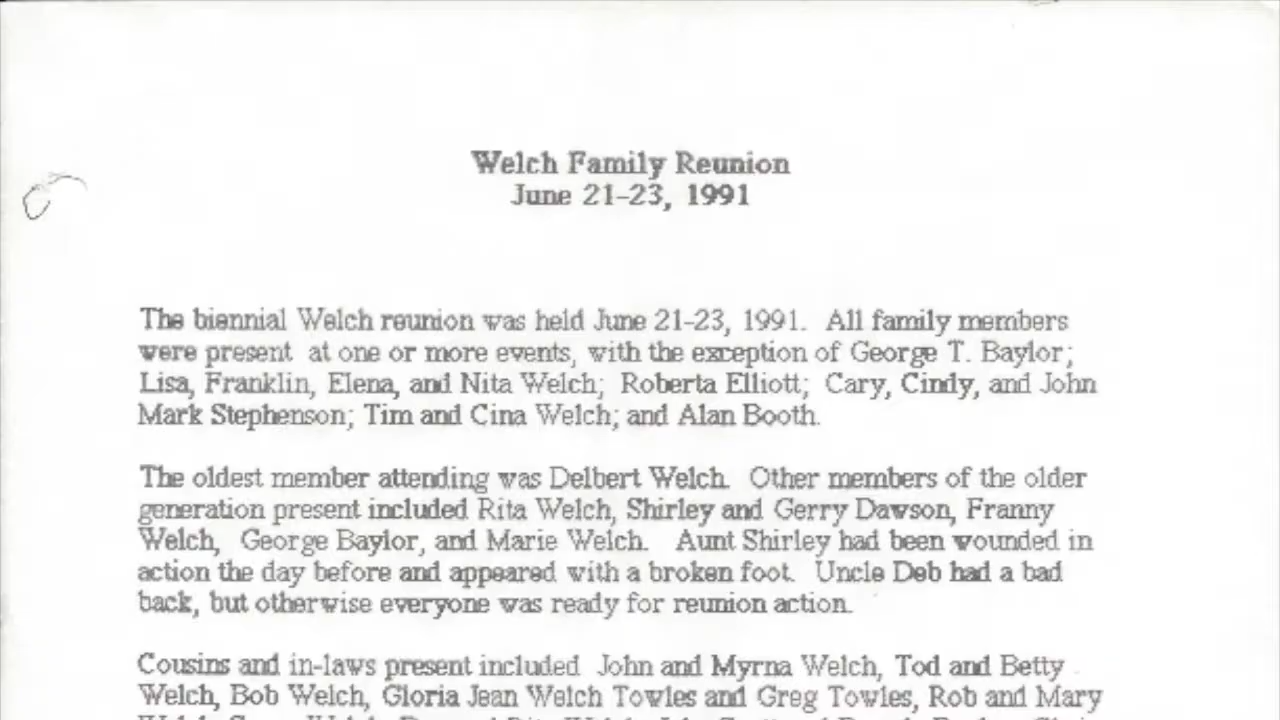 Welch Family Reunion
June 21-23, 1991
The biennial Welch reunion was held June 21-23, 1991. All family members
were present at one or more events, with the exception of George T. Baylor;
Lisa, Franklin, Elena, and Nita Welch; Roberta Elliott; Cary, Cindy, and John
Mark Stephenson; Tim and Cina Welch; and Alan Booth.
The oldest member attending was Delbert Welch. Other members of the older
generation present included Rita Welch, Shirley and Gerry Dawson, Franny
Welch, George Baylor, and Marie Welch. Aunt Shirley had been wounded in
action the day before and appeared with a broken foot. Uncle Deb had a bad
back, but otherwise everyone was ready for reunion action.
Cousins and in-laws present included John and Myrna Welch, Tod and Betty
Welch, Bob Welch, Gloria Jean Welch Towles and Greg Towles, Rob and Mary